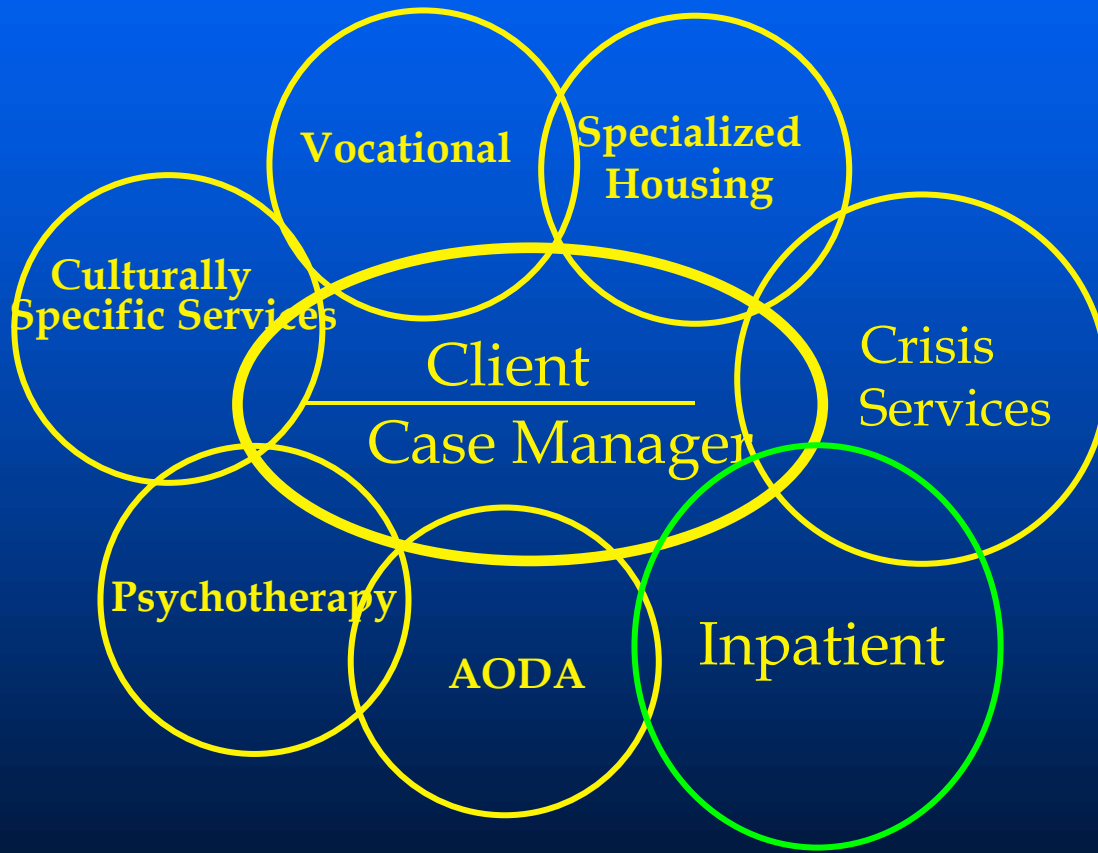 Vocational
Specialized
Housing
Culturally
Specific Services
Client
Case Manager
Crisis
Services
Psychotherapy
AODA
Inpatient